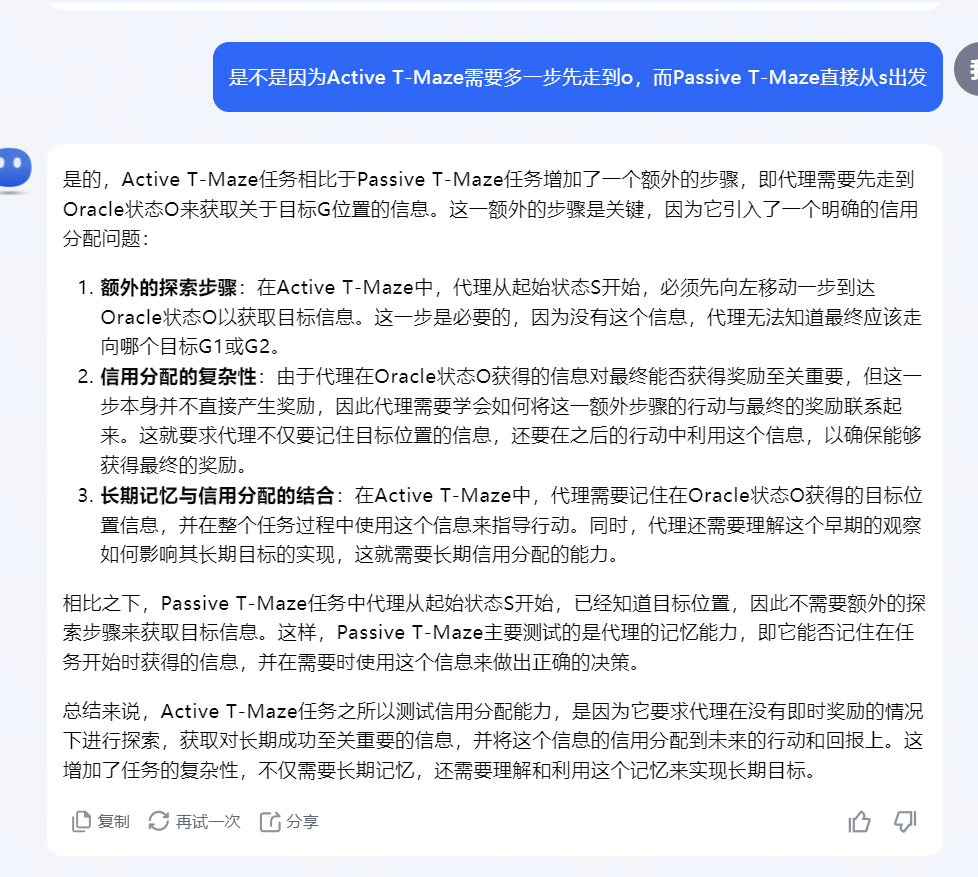 是不是因为Active T-Maze需要多一步先走到o，而Passive T-Maze直接从s出发
是的，Active T-Maze任务相比于Passive T-Maze任务增加了一个额外的步骤，即代理需要先走到
Oracle状态O来获取关于目标G位置的信息。这一额外的步骤是关键，因为它引入了一个明确的信用
分配问题：
1. 额外的探索步骤：在Active T-Maze中，代理从起始状态S开始，必须先向左移动一步到达
Oracle状态O以获取目标信息。这一步是必要的，因为没有这个信息，代理无法知道最终应该走
向哪个目标G1或G2。
2. 信用分配的复杂性：由于代理在Oracle状态O获得的信息对最终能否获得奖励至关重要，但这一
步本身并不直接产生奖励，因此代理需要学会如何将这一额外步骤的行动与最终的奖励联系起
来。这就要求代理不仅要记住目标位置的信息，还要在之后的行动中利用这个信息，以确保能够
获得最终的奖励。
3. 长期记忆与信用分配的结合：在Active T-Maze中，代理需要记住在Oracle状态O获得的目标位
置信息，并在整个任务过程中使用这个信息来指导行动。同时，代理还需要理解这个早期的观察
如何影响其长期目标的实现，这就需要长期信用分配的能力。
相比之下，Passive T-Maze任务中代理从起始状态S开始，已经知道目标位置，因此不需要额外的探
索步骤来获取目标信息。这样，Passive T-Maze主要测试的是代理的记忆能力，即它能否记住在任
务开始时获得的信息，并在需要时使用这个信息来做出正确的决策。
总结来说，Active T-Maze任务之所以测试信用分配能力，是因为它要求代理在没有即时奖励的情况
下进行探索，获取对长期成功至关重要的信息，并将这个信息的信用分配到未来的行动和回报上。这
增加了任务的复杂性，不仅需要长期记忆，还需要理解和利用这个记忆来实现长期目标。
复制 再试一次 分享